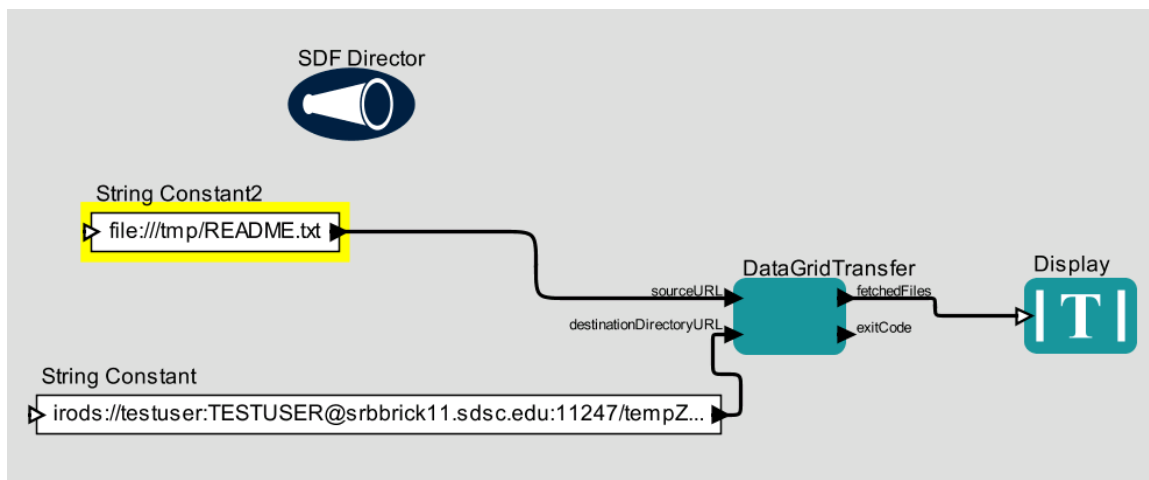 SDF Director
String Constant2
file:///tmp/README.txt
DataGridTransfer
sourceURL
fetchedFiles
destinationDirectoryURL
exitCode
Display
T
String Constant
irods://testuser:TESTUSER@srbbrick11.sdsc.edu:11247/tempZ...